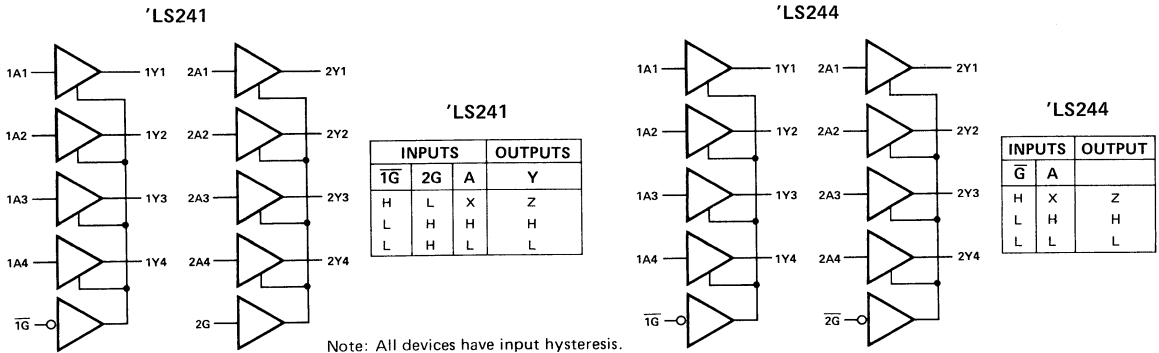 'LS241
1A1 1Y1 2A1 2Y1
1A2 1Y2 2A2 2Y2
1A3 1Y3 2A3 2Y3
1A4 1Y4 2A4 2Y4
1G 2G
'LS241
INPUTS OUTPUTS
1G 2G A Y
H L X Z
L H H H
L H L L
Note: All devices have input hysteresis.
'LS244
1A1 1Y1 2A1 2Y1
1A2 1Y2 2A2 2Y2
1A3 1Y3 2A3 2Y3
1A4 1Y4 2A4 2Y4
1G 2G
'LS244
INPUTS OUTPUT
G A
H X Z
L H H
L L L